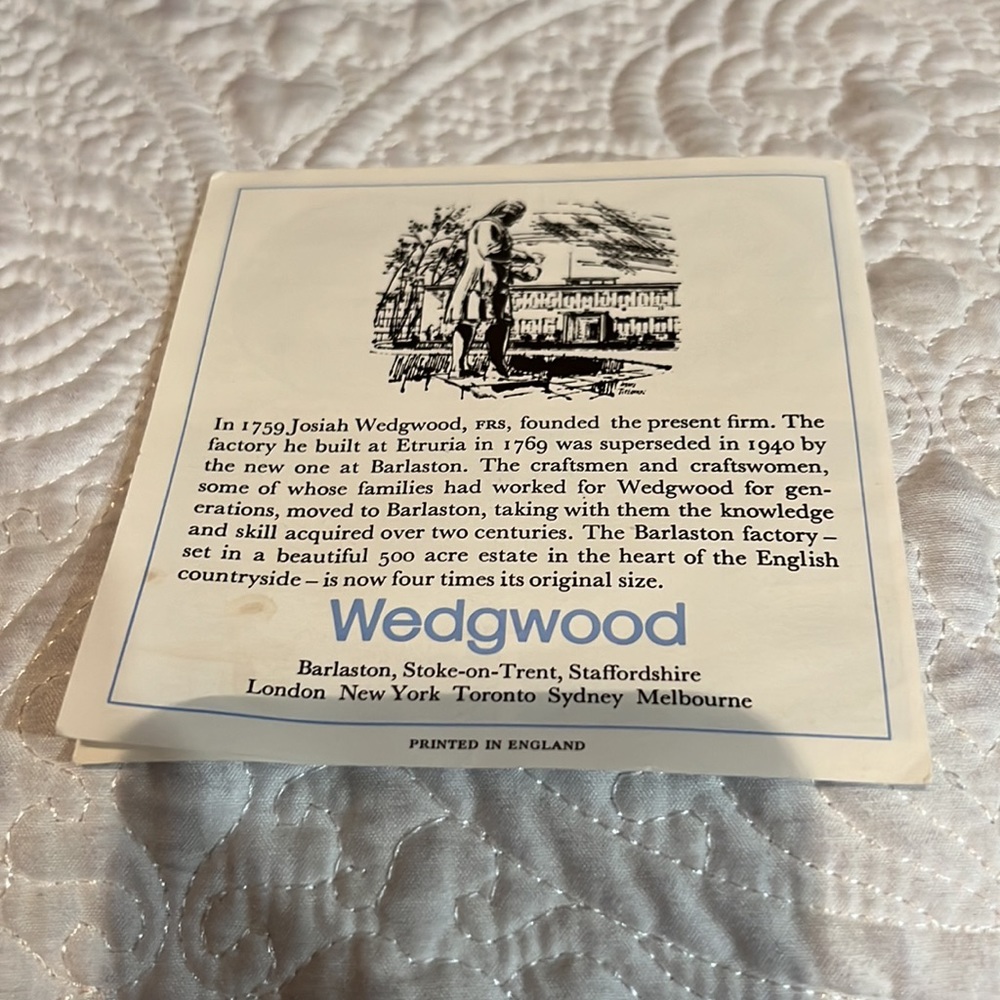 In 1759 Josiah Wedgwood, FRS, founded the present firm. The
factory he built at Etruria in 1769 was superseded in 1940 by
the new one at Barlaston. The craftsmen and craftswomen,
some of whose families had worked for Wedgwood for gen-
erations, moved to Barlaston, taking with them the knowledge
and skill acquired over two centuries. The Barlaston factory –
set in a beautiful 500 acre estate in the heart of the English
countryside – is now four times its original size.
Wedgwood
Barlaston, Stoke-on-Trent, Staffordshire
London New York Toronto Sydney Melbourne
PRINTED IN ENGLAND